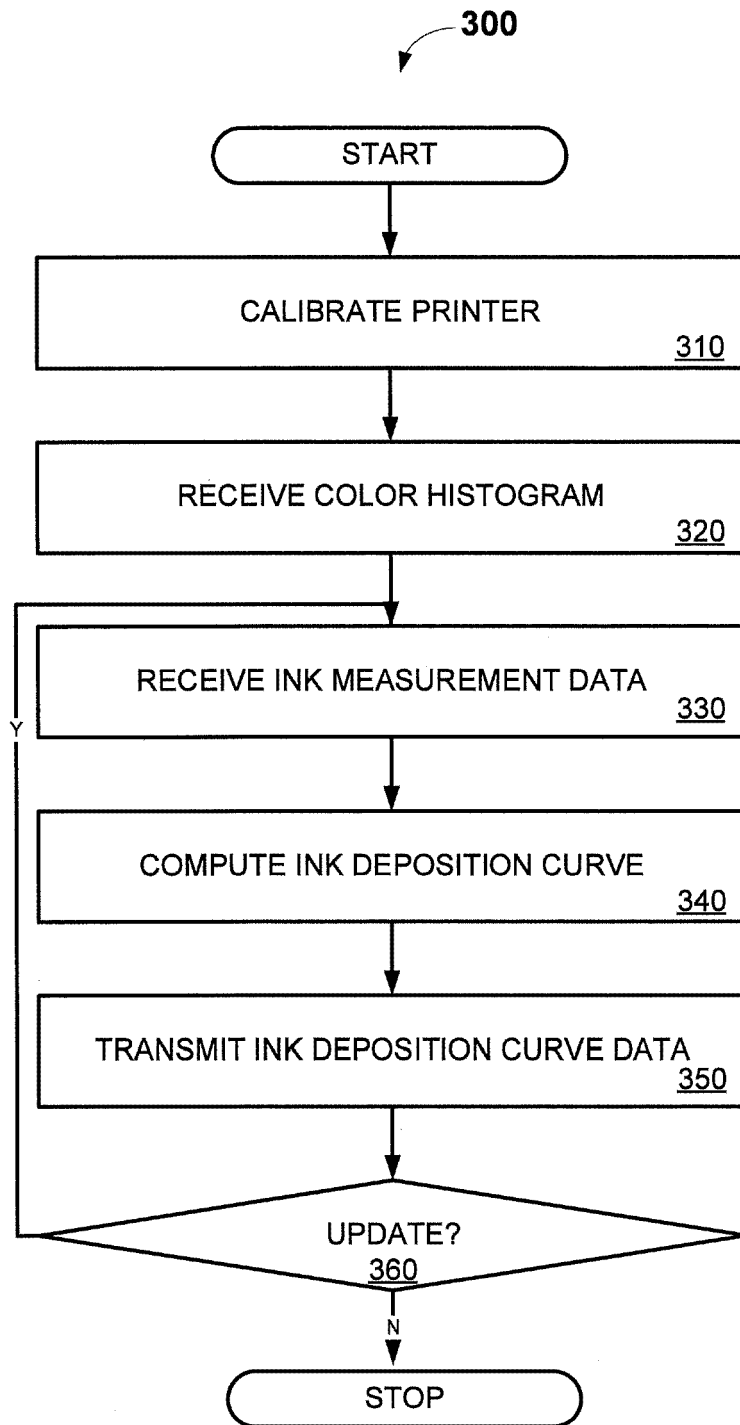 300
START
CALIBRATE PRINTER
310
RECEIVE COLOR HISTOGRAM
320
RECEIVE INK MEASUREMENT DATA
330
Y
COMPUTE INK DEPOSITION CURVE
340
TRANSMIT INK DEPOSITION CURVE DATA
350
UPDATE?
360
N
STOP